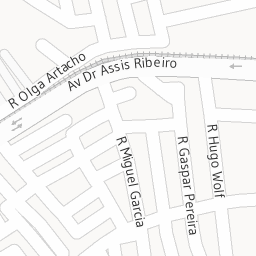 R Olga Artacho
Av Dr Assis Ribeiro
R Miguel Garcia
R Gaspar Pereira
R Hugo Wolf